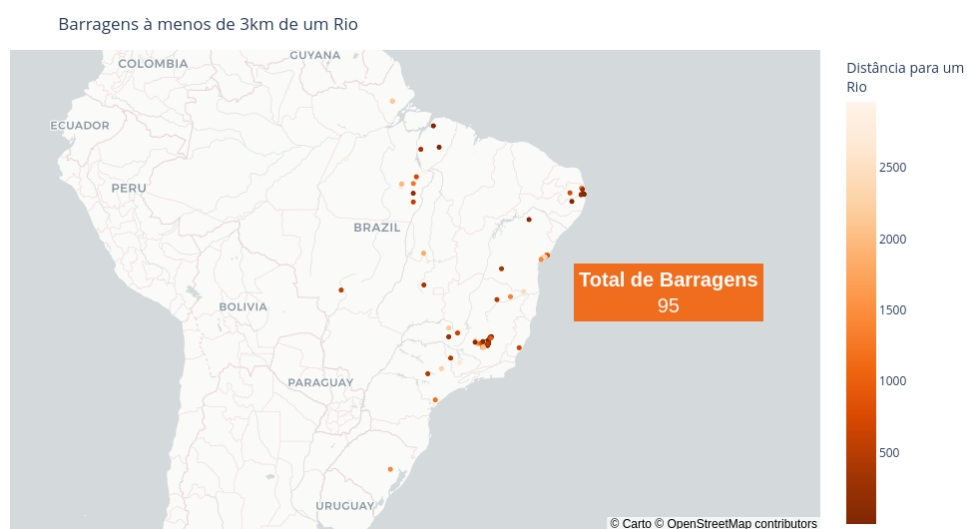 Barragens à menos de 3km de um Rio
GUYANA
COLOMBIA
ECUADOR
PERU
BRAZIL
BOLIVIA
PARAGUAY
URUGUAY
Total de Barragens
95
© Carto © OpenStreetMap contributors
Distância para um
Rio
2500
2000
1500
1000
500